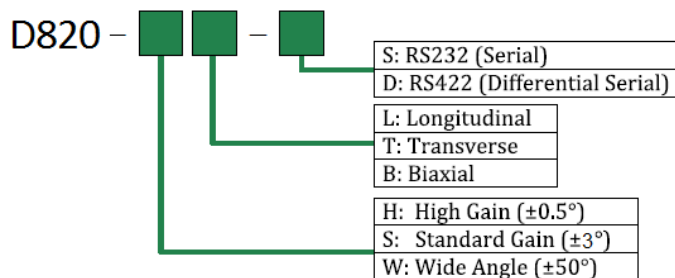 D820 - -
S: RS232 (Serial)
D: RS422 (Differential Serial)
L: Longitudinal
T: Transverse
B: Biaxial
H: High Gain (±0.5°)
S: Standard Gain (±3°)
W: Wide Angle (±50°)